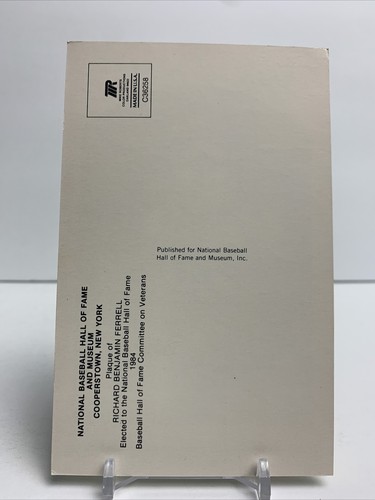 NATIONAL BASEBALL HALL OF FAME
AND MUSEUM
COOPERSTOWN, NEW YORK
Plaque of
RICHARD BENJAMIN FERRELL
Elected to the National Baseball Hall of Fame
1984
Baseball Hall of Fame Committee on Veterans
MADE IN U.S.A.
C36258
Published for National Baseball
Hall of Fame and Museum, Inc.